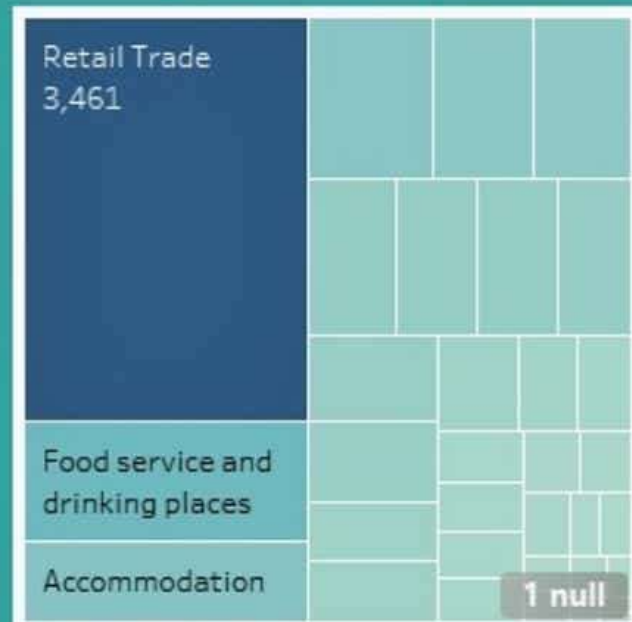 Retail Trade
3,461
Food service and
drinking places
Accommodation
1 null